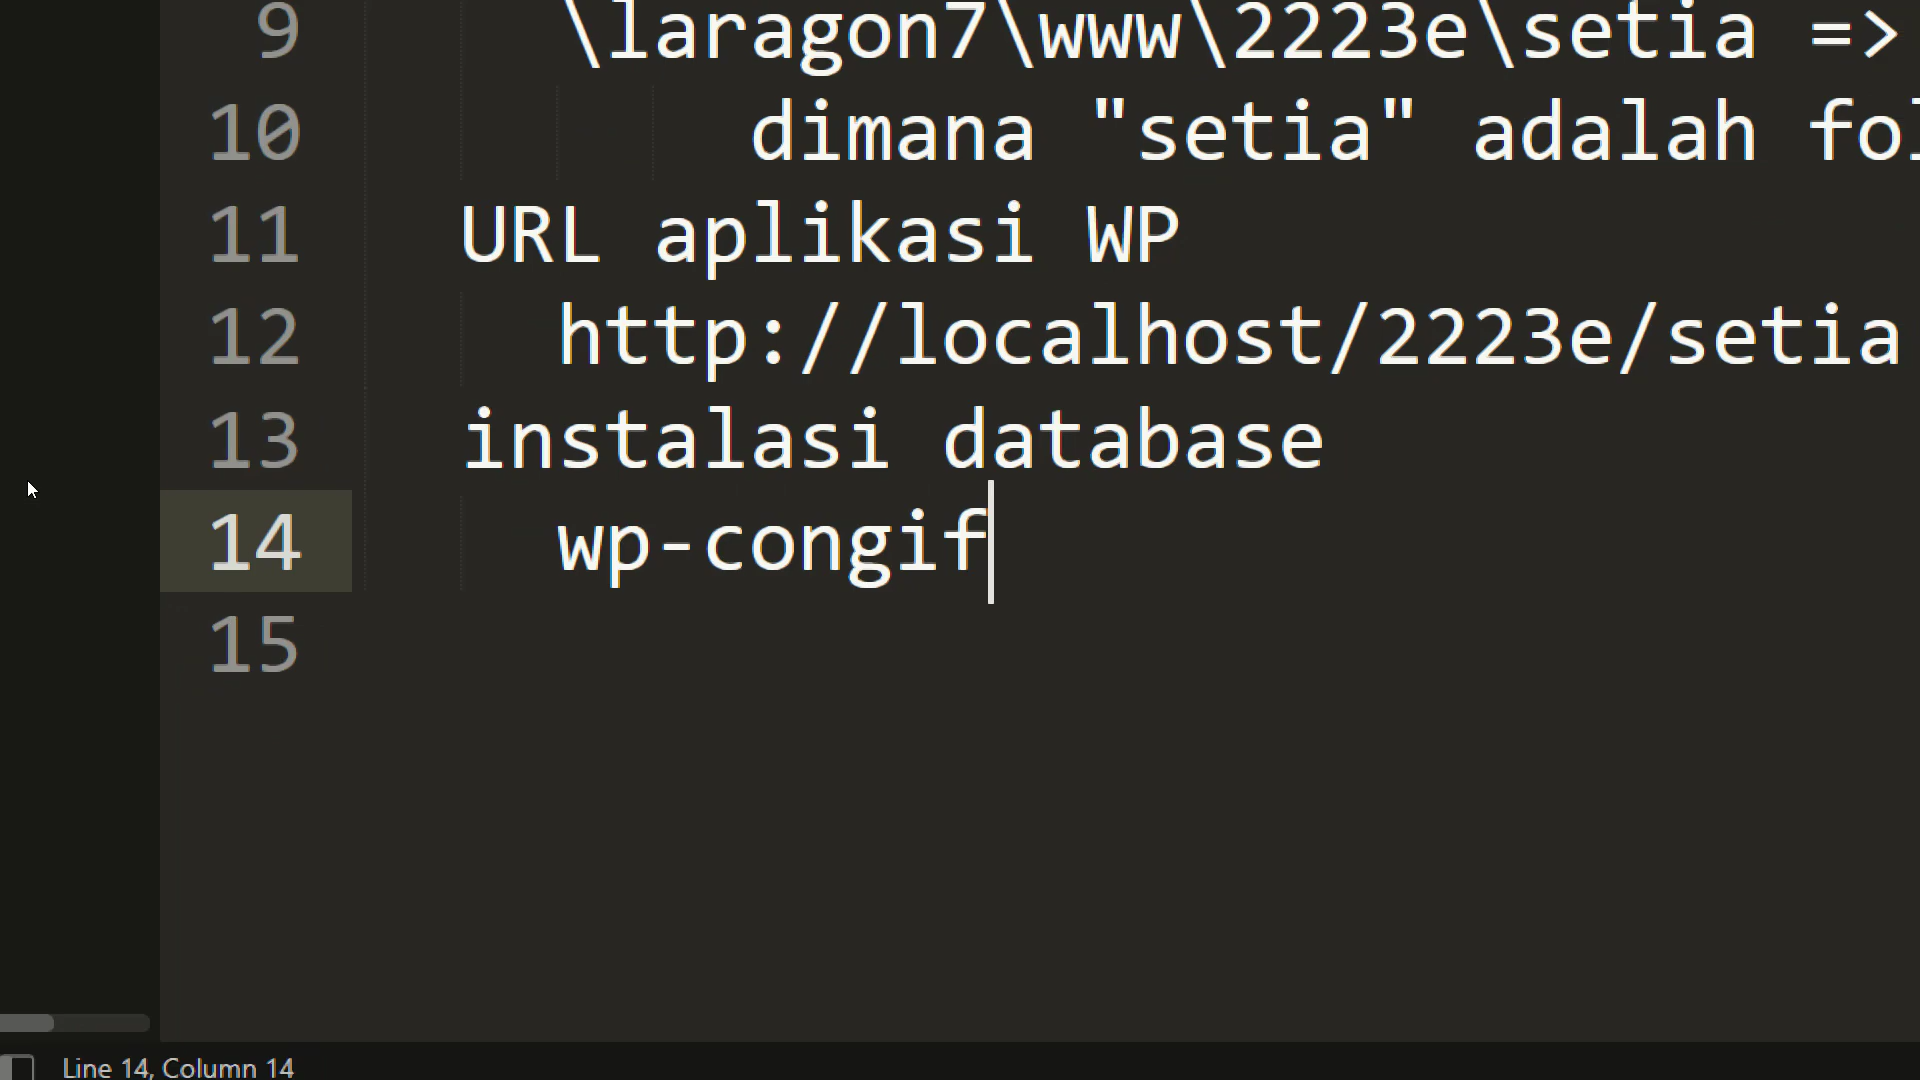 9 \laragon7\www\2223e\setia =>
10 dimana "setia" adalah fol
11 URL aplikasi WP
12 http://localhost/2223e/setia
13 instalasi database
14 wp-congif
15
Line 14, Column 14